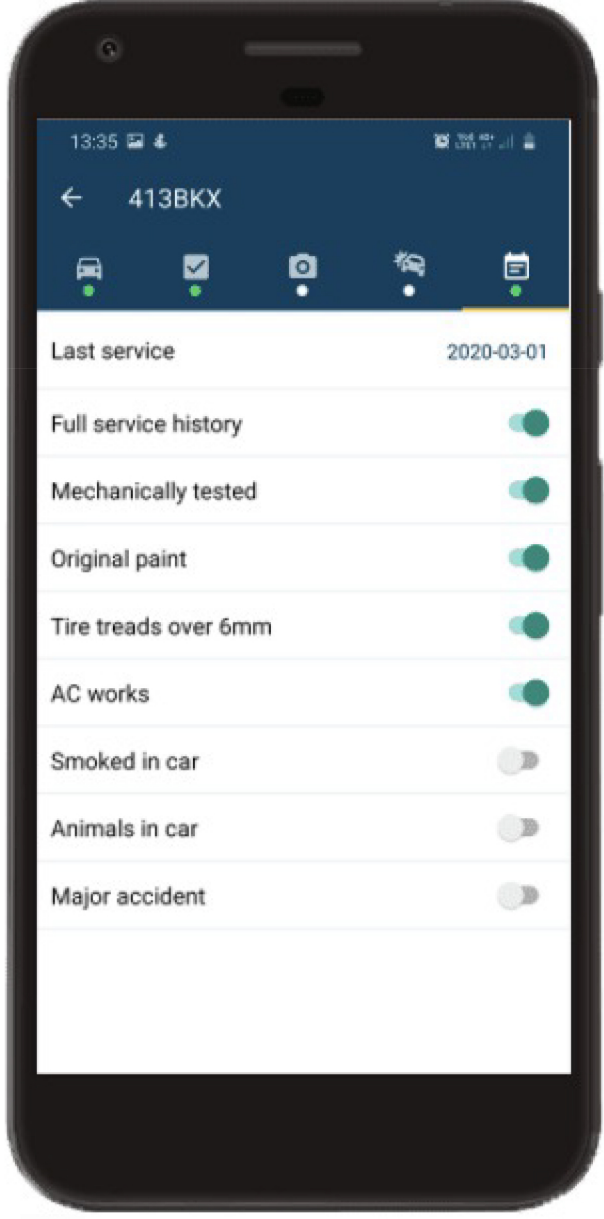 13:35
413BKX
Last service 2020-03-01
Full service history
Mechanically tested
Original paint
Tire treads over 6mm
AC works
Smoked in car
Animals in car
Major accident